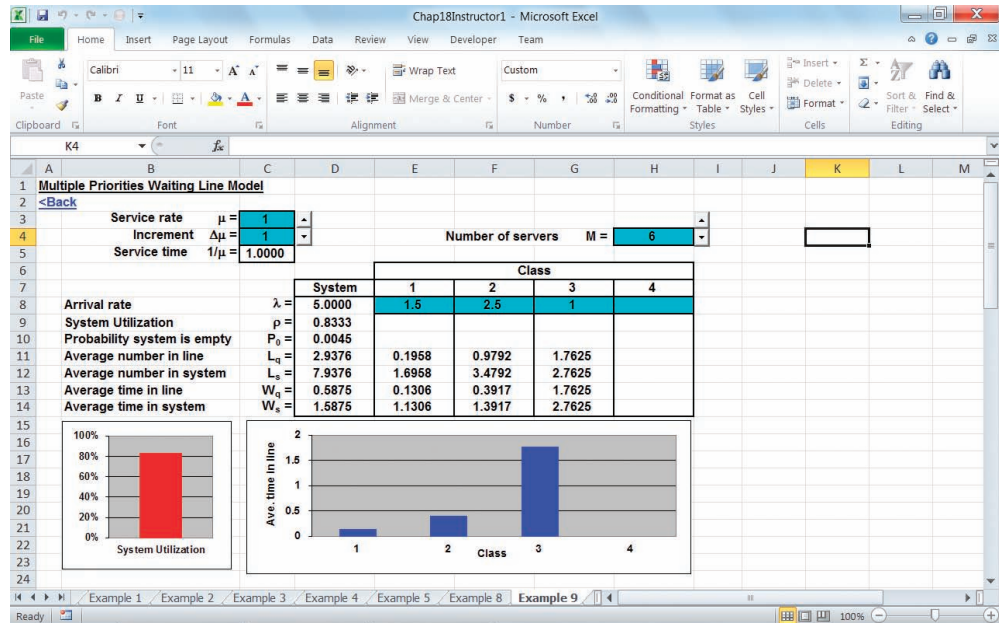 Chap18Instructor1 - Microsoft Excel
File Home Insert Page Layout Formulas Data Review View Developer Team
Paste
Calibri 11 A A
B I U A
Wrap Text
Merge & Center
Custom
$ % , .0 .00 .00 .0
Conditional Formatting
Format as Table
Cell Styles
Insert
Delete
Format
Σ
Sort & Filter
Find & Select
Clipboard Font Alignment Number Styles Cells Editing
K4 fx
A B C D E F G H I J K L M
1 Multiple Priorities Waiting Line Model
2 <Back
3 Service rate μ = 1
4 Increment Δμ = 1 Number of servers M = 6
5 Service time 1/μ = 1.0000
6 Class
7 System 1 2 3 4
8 Arrival rate λ = 5.0000 1.5 2.5 1
9 System Utilization ρ = 0.8333
10 Probability system is empty P₀ = 0.0045
11 Average number in line Lq = 2.9376 0.1958 0.9792 1.7625
12 Average number in system Ls = 7.9376 1.6958 3.4792 2.7625
13 Average time in line Wq = 0.5875 0.1306 0.3917 1.7625
14 Average time in system Ws = 1.5875 1.1306 1.3917 2.7625
15
16
17
18
19
20
21
22
23
24
100%
80%
60%
40%
20%
0%
System Utilization
Ave. time in line
2
1.5
1
0.5
0
1 2 3 4
Class
Example 1 Example 2 Example 3 Example 4 Example 5 Example 8 Example 9
Ready 100%